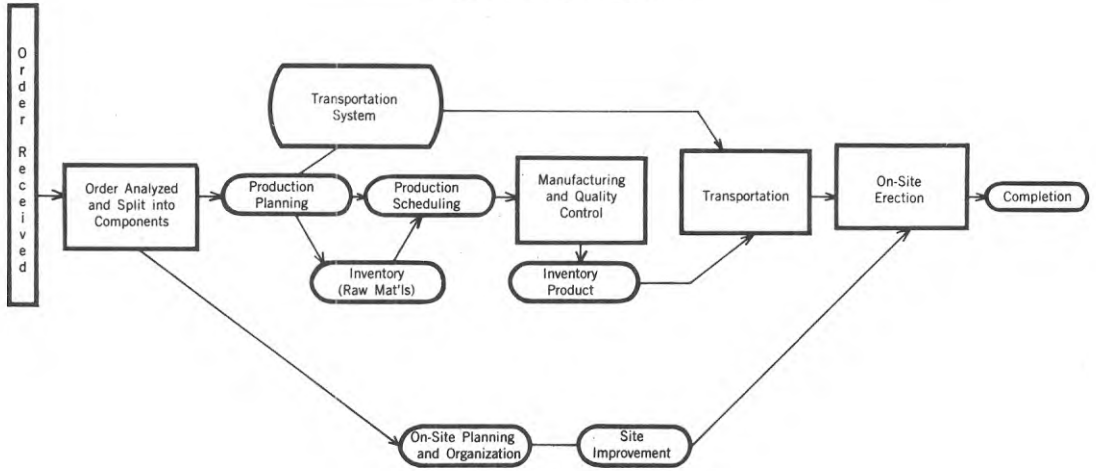 Order Received
Transportation
System
Order Analyzed
and Split into
Components
Production
Planning
Production
Scheduling
Manufacturing
and Quality
Control
Transportation
On-Site
Erection
Completion
Inventory
(Raw Mat'ls)
Inventory
Product
On-Site Planning
and Organization
Site
Improvement